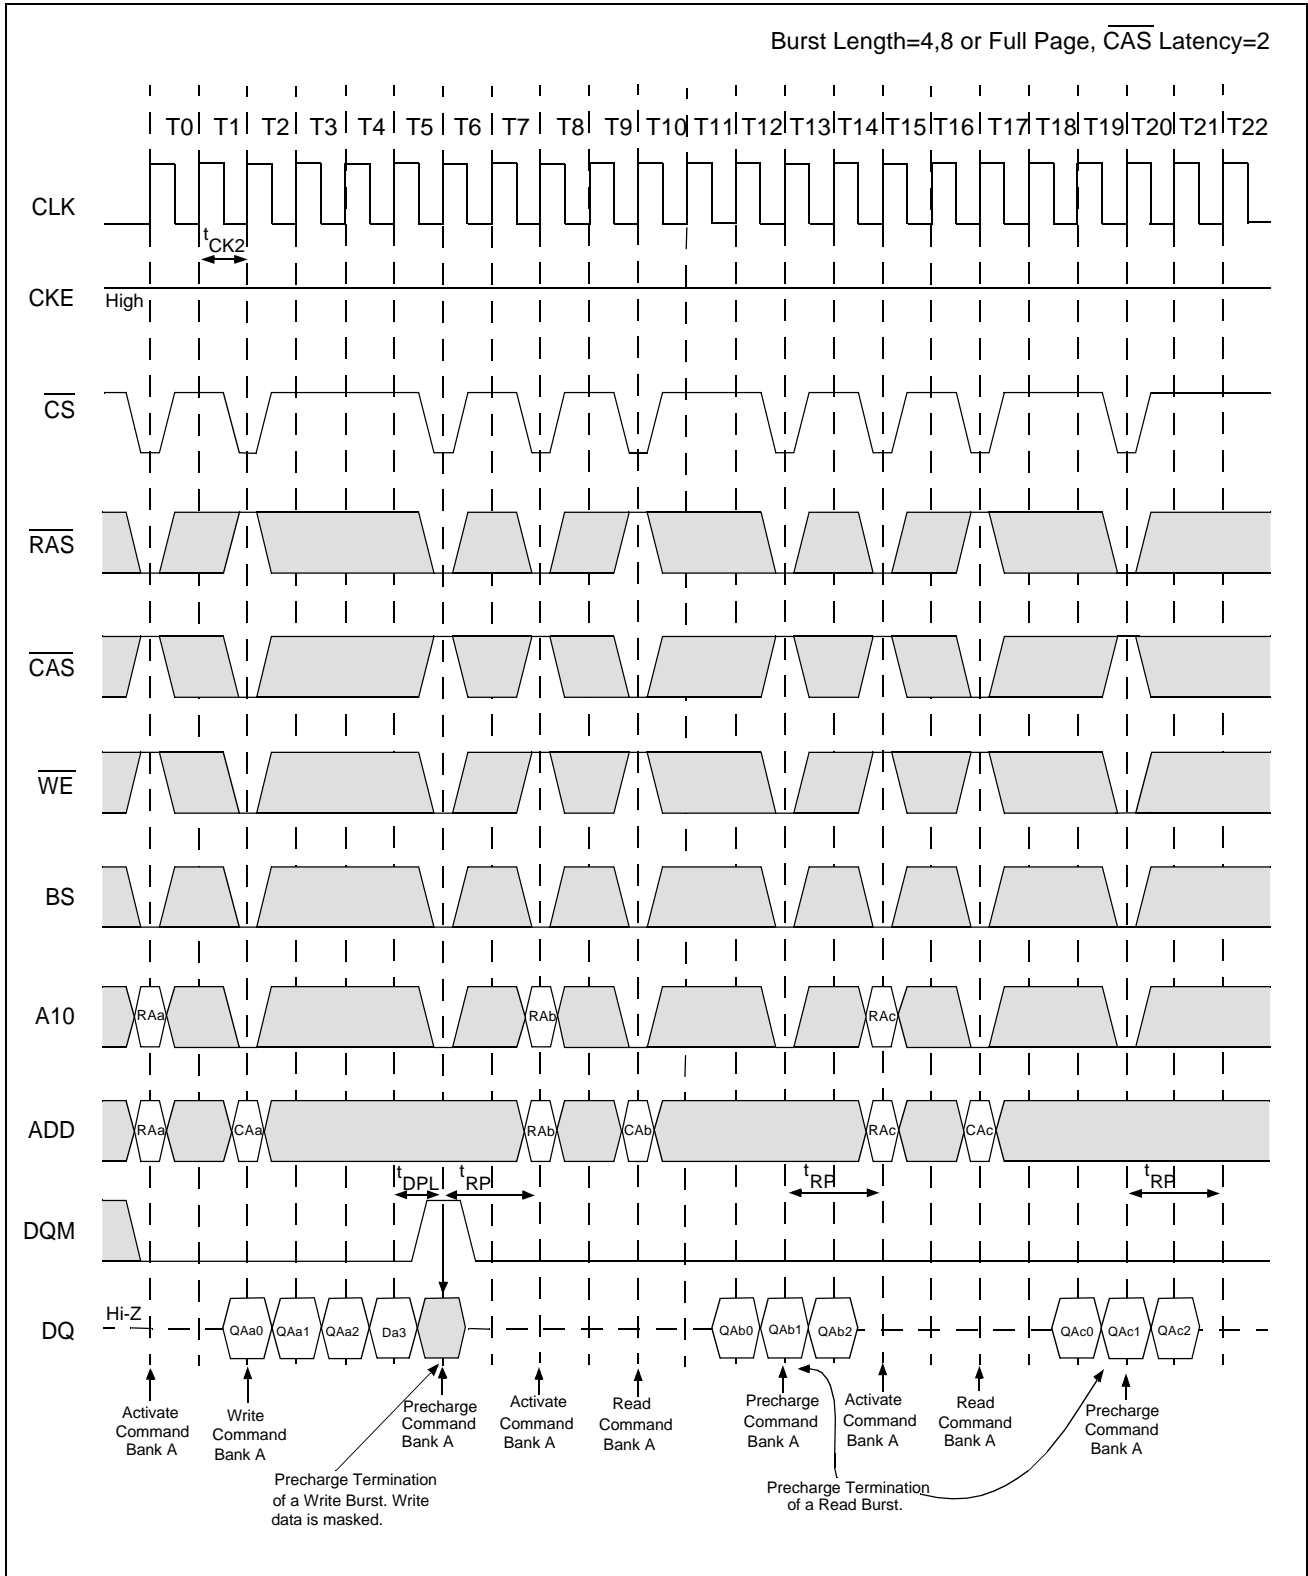 Burst Length=4,8 or Full Page, CAS Latency=2
T0 T1 T2 T3 T4 T5 T6 T7 T8 T9 T10 T11 T12 T13 T14 T15 T16 T17 T18 T19 T20 T21 T22
CLK
tCK2
CKE
High
CS
RAS
CAS
WE
BS
A10
RAa
RAb
RAc
ADD
RAa
CAa
RAb
CAb
RAc
CAc
tDPL
tRP
tRP
tRP
DQM
DQ
Hi-Z
QAa0
QAa1
QAa2
Da3
QAb0
QAb1
QAb2
QAc0
QAc1
QAc2
Activate
Command
Bank A
Write
Command
Bank A
Precharge
Command
Bank A
Activate
Command
Bank A
Read
Command
Bank A
Precharge
Command
Bank A
Activate
Command
Bank A
Read
Command
Bank A
Precharge
Command
Bank A
Precharge Termination
of a Write Burst. Write
data is masked.
Precharge Termination
of a Read Burst.